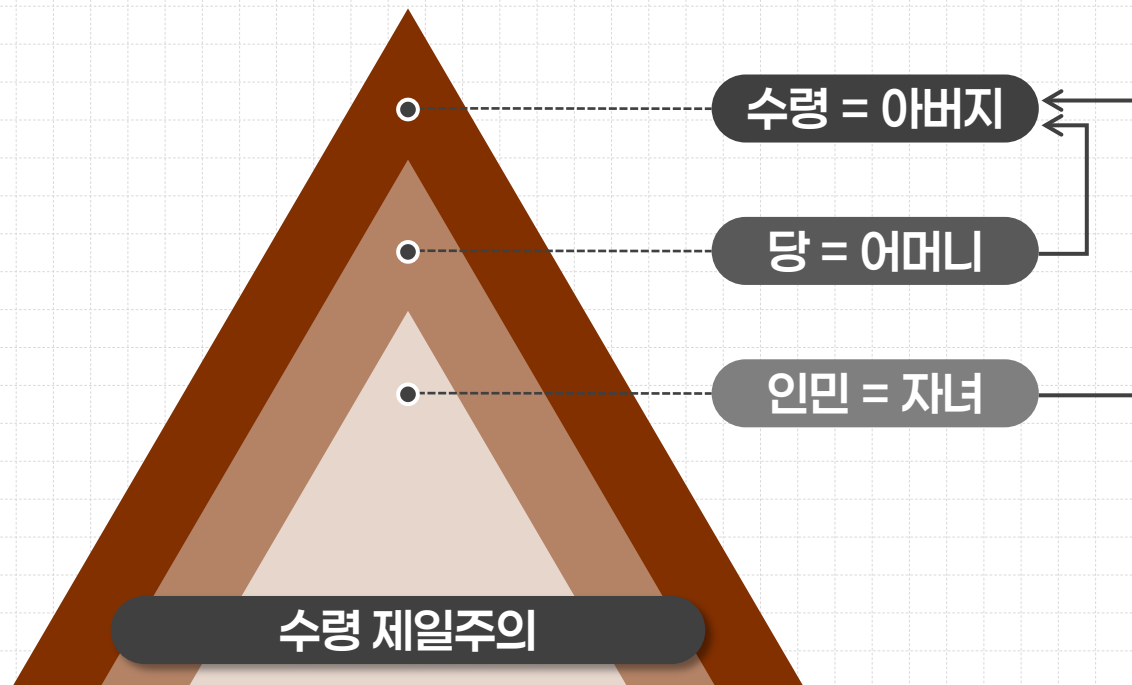 수령 = 아버지
당 = 어머니
인민 = 자녀
수령 제일주의